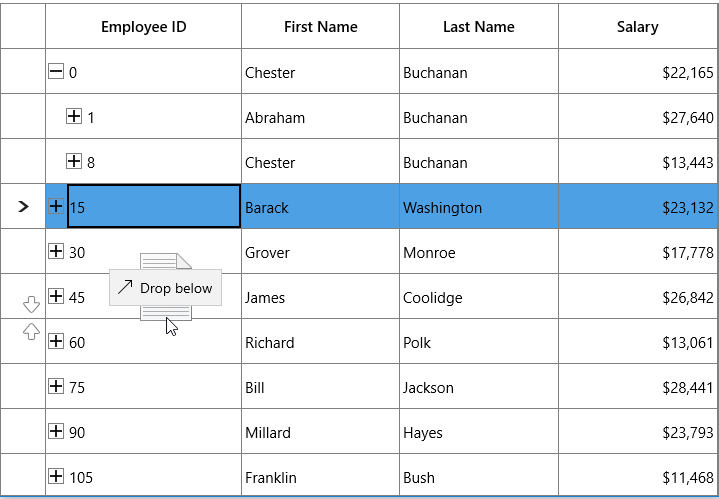 Employee ID First Name Last Name Salary
0 Chester Buchanan $22,165
1 Abraham Buchanan $27,640
8 Chester Buchanan $13,443
15 Barack Washington $23,132
30 Grover Monroe $17,778
Drop below
45 James Coolidge $26,842
60 Richard Polk $13,061
75 Bill Jackson $28,441
90 Millard Hayes $23,793
105 Franklin Bush $11,468